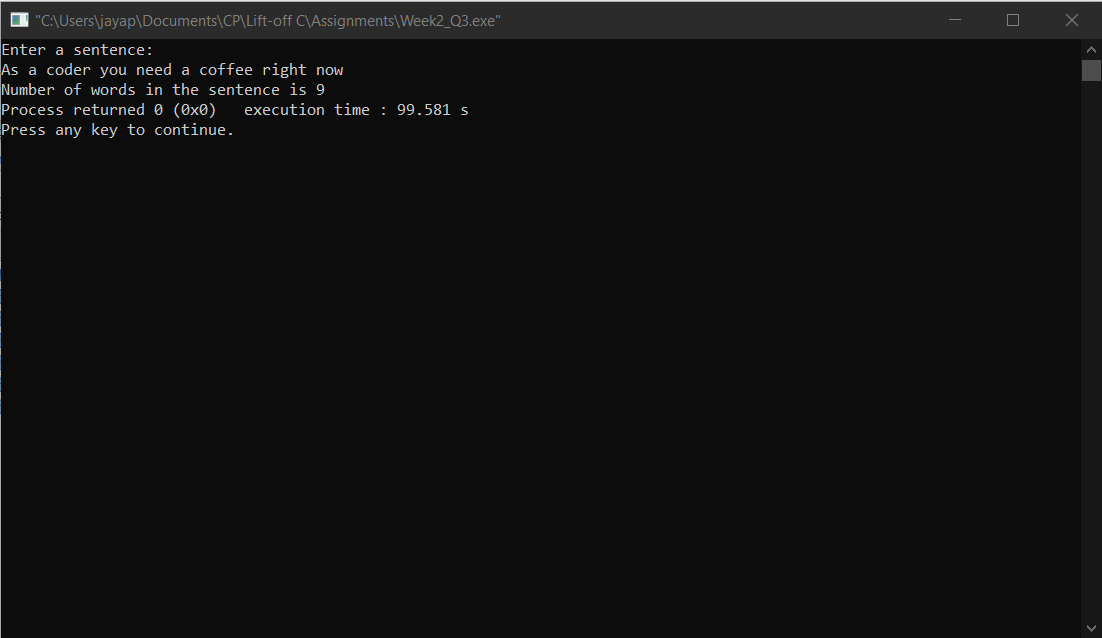 "C:\Users\jayap\Documents\CP\Lift-off C\Assignments\Week2_Q3.exe"
Enter a sentence:
As a coder you need a coffee right now
Number of words in the sentence is 9
Process returned 0 (0x0)   execution time : 99.581 s
Press any key to continue.